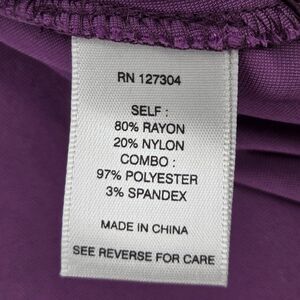 RN 127304
SELF :
80% RAYON
20% NYLON
COMBO :
97% POLYESTER
3% SPANDEX
MADE IN CHINA
SEE REVERSE FOR CARE